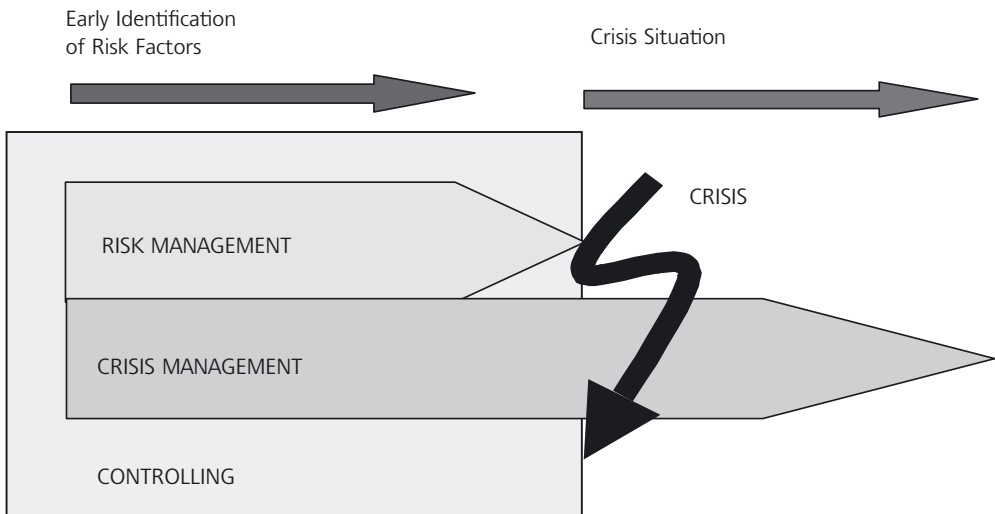 Early Identification
of Risk Factors
Crisis Situation
CRISIS
RISK MANAGEMENT
CRISIS MANAGEMENT
CONTROLLING